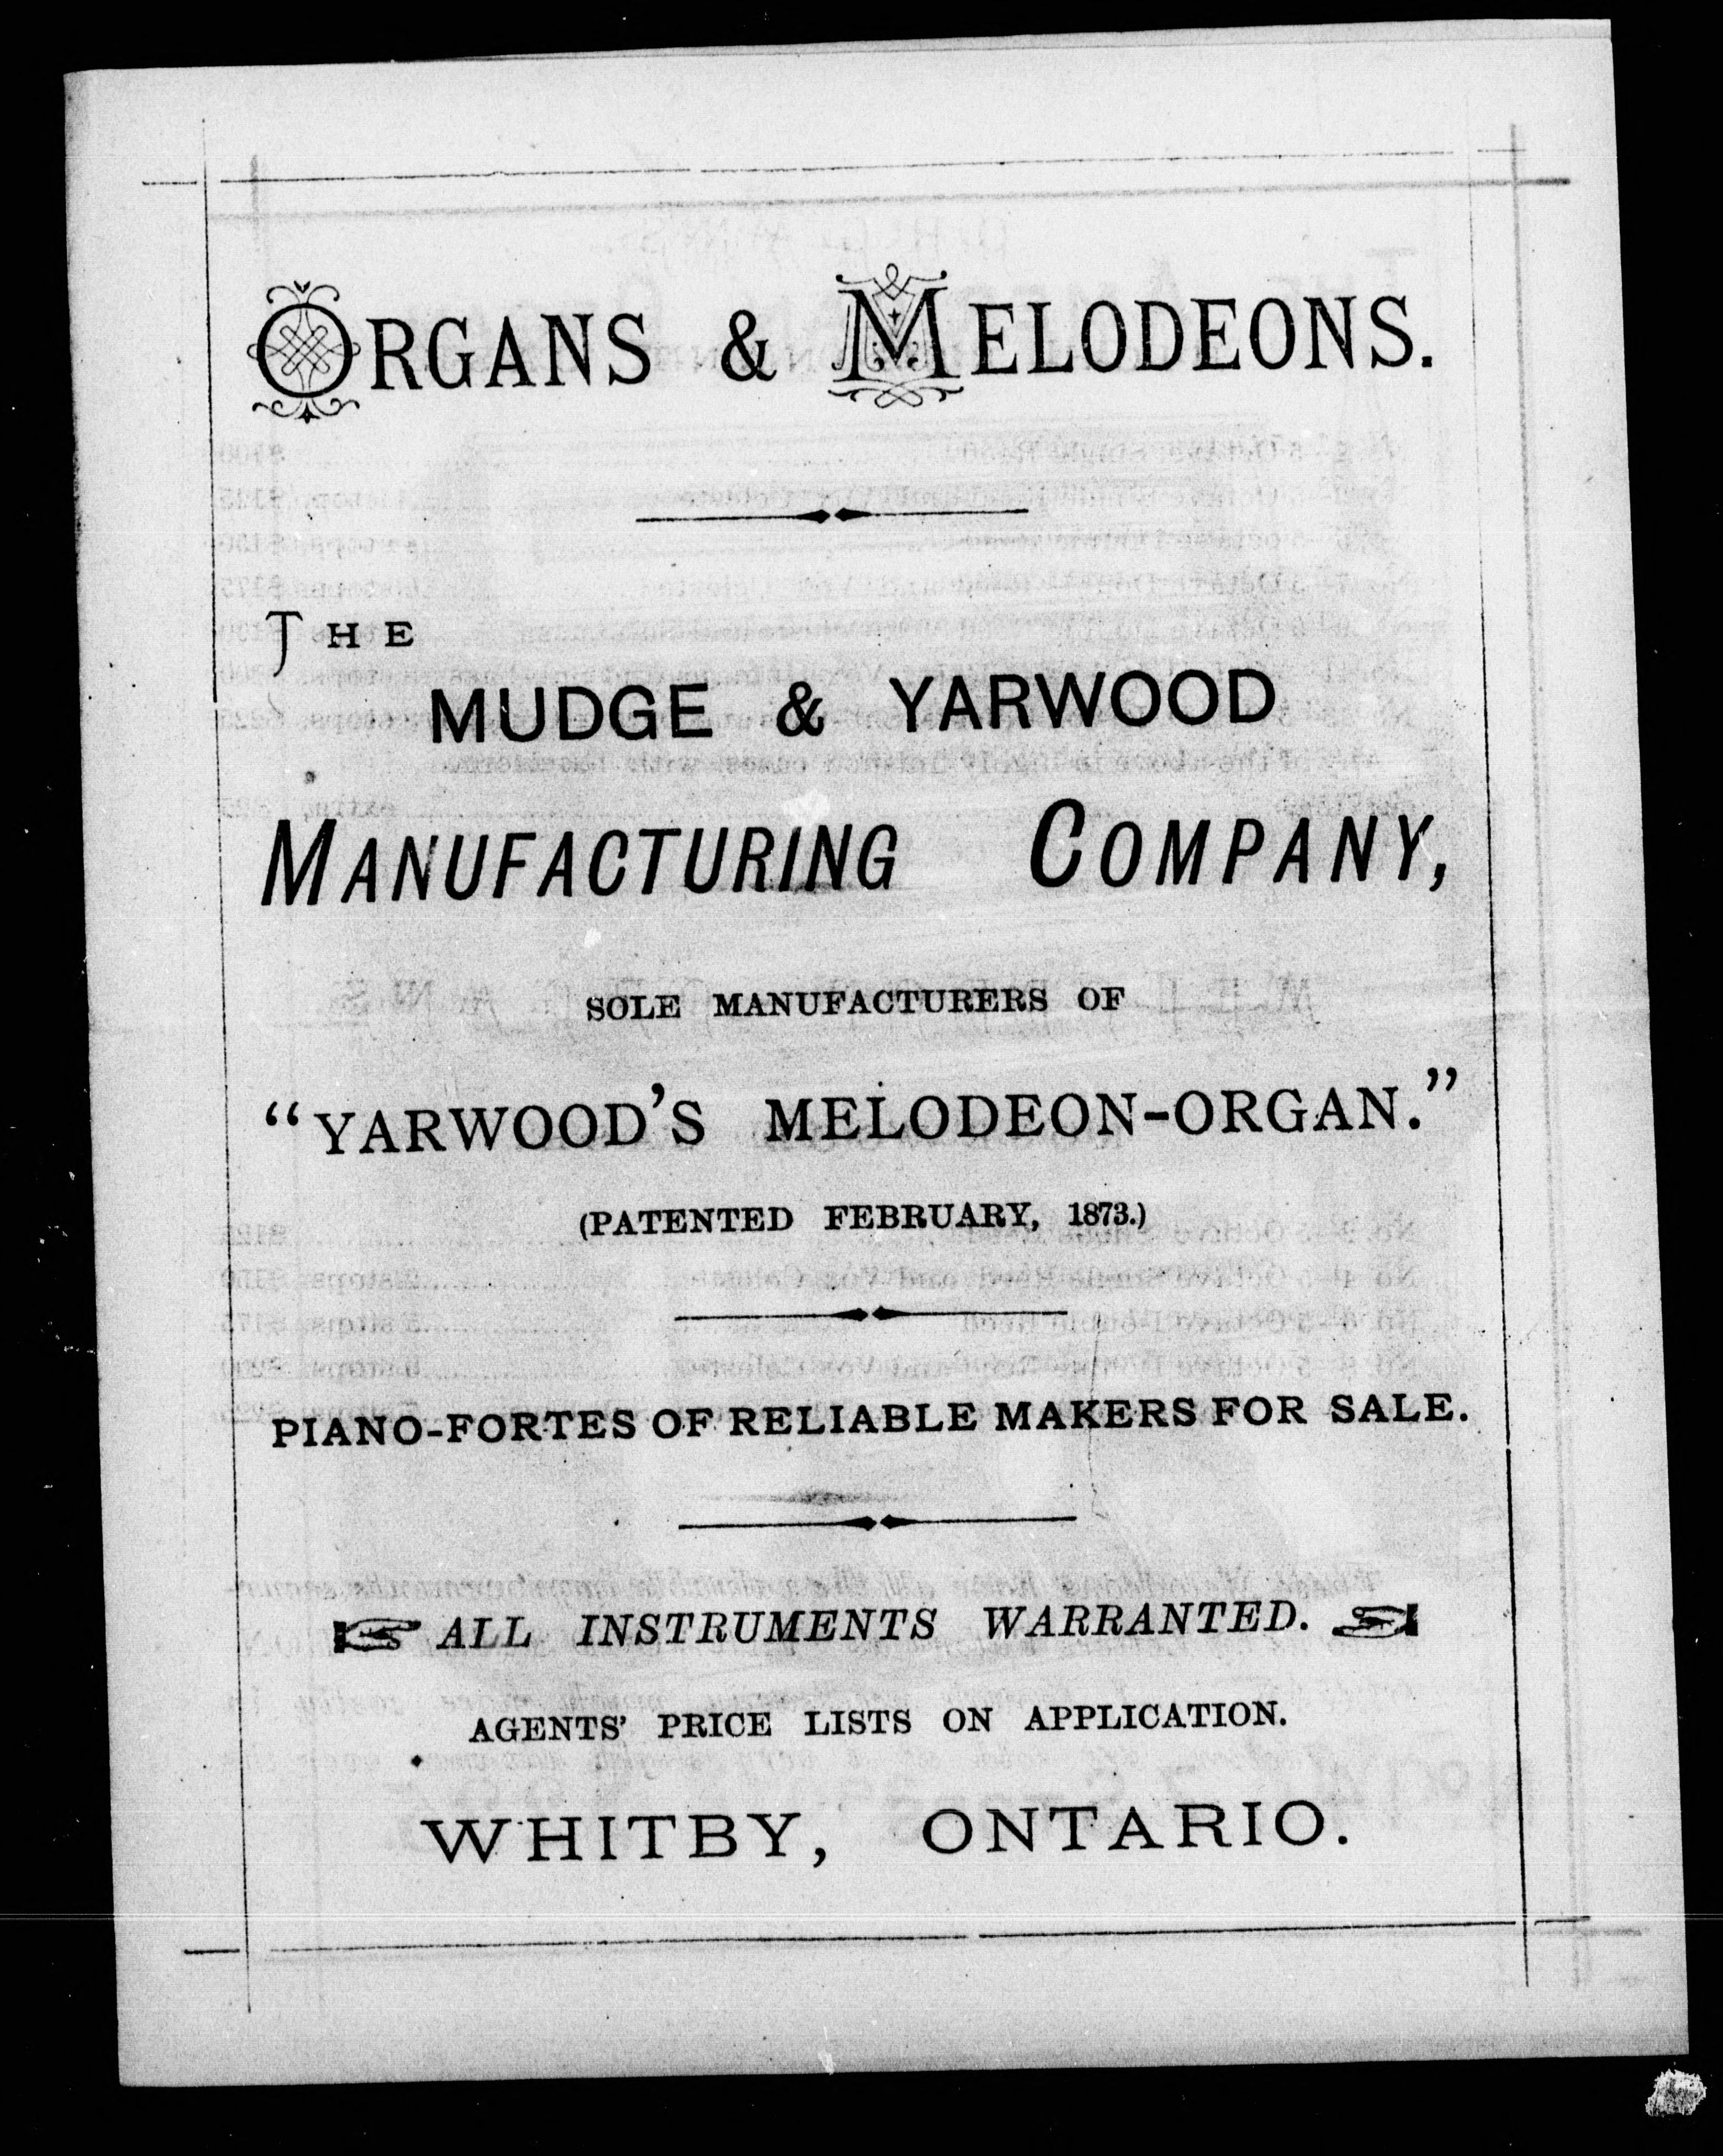 ORGANS & MELODEONS.
THE
MUDGE & YARWOOD
MANUFACTURING COMPANY,
SOLE MANUFACTURERS OF
“YARWOOD'S MELODEON-ORGAN.”
(PATENTED FEBRUARY, 1873.)
PIANO-FORTES OF RELIABLE MAKERS FOR SALE.
ALL INSTRUMENTS WARRANTED.
AGENTS' PRICE LISTS ON APPLICATION.
WHITBY, ONTARIO.